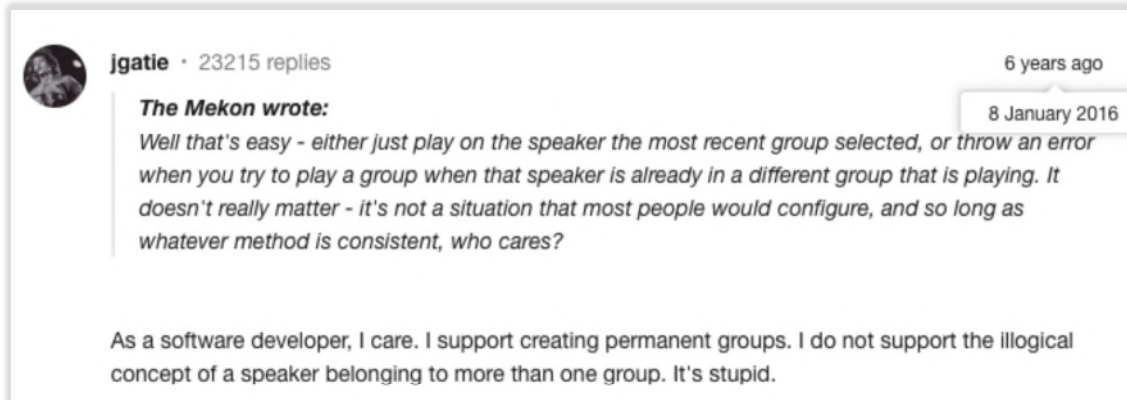 jgatie · 23215 replies
6 years ago
8 January 2016
The Mekon wrote:
Well that's easy - either just play on the speaker the most recent group selected, or throw an error
when you try to play a group when that speaker is already in a different group that is playing. It
doesn't really matter - it's not a situation that most people would configure, and so long as
whatever method is consistent, who cares?
As a software developer, I care. I support creating permanent groups. I do not support the illogical
concept of a speaker belonging to more than one group. It's stupid.